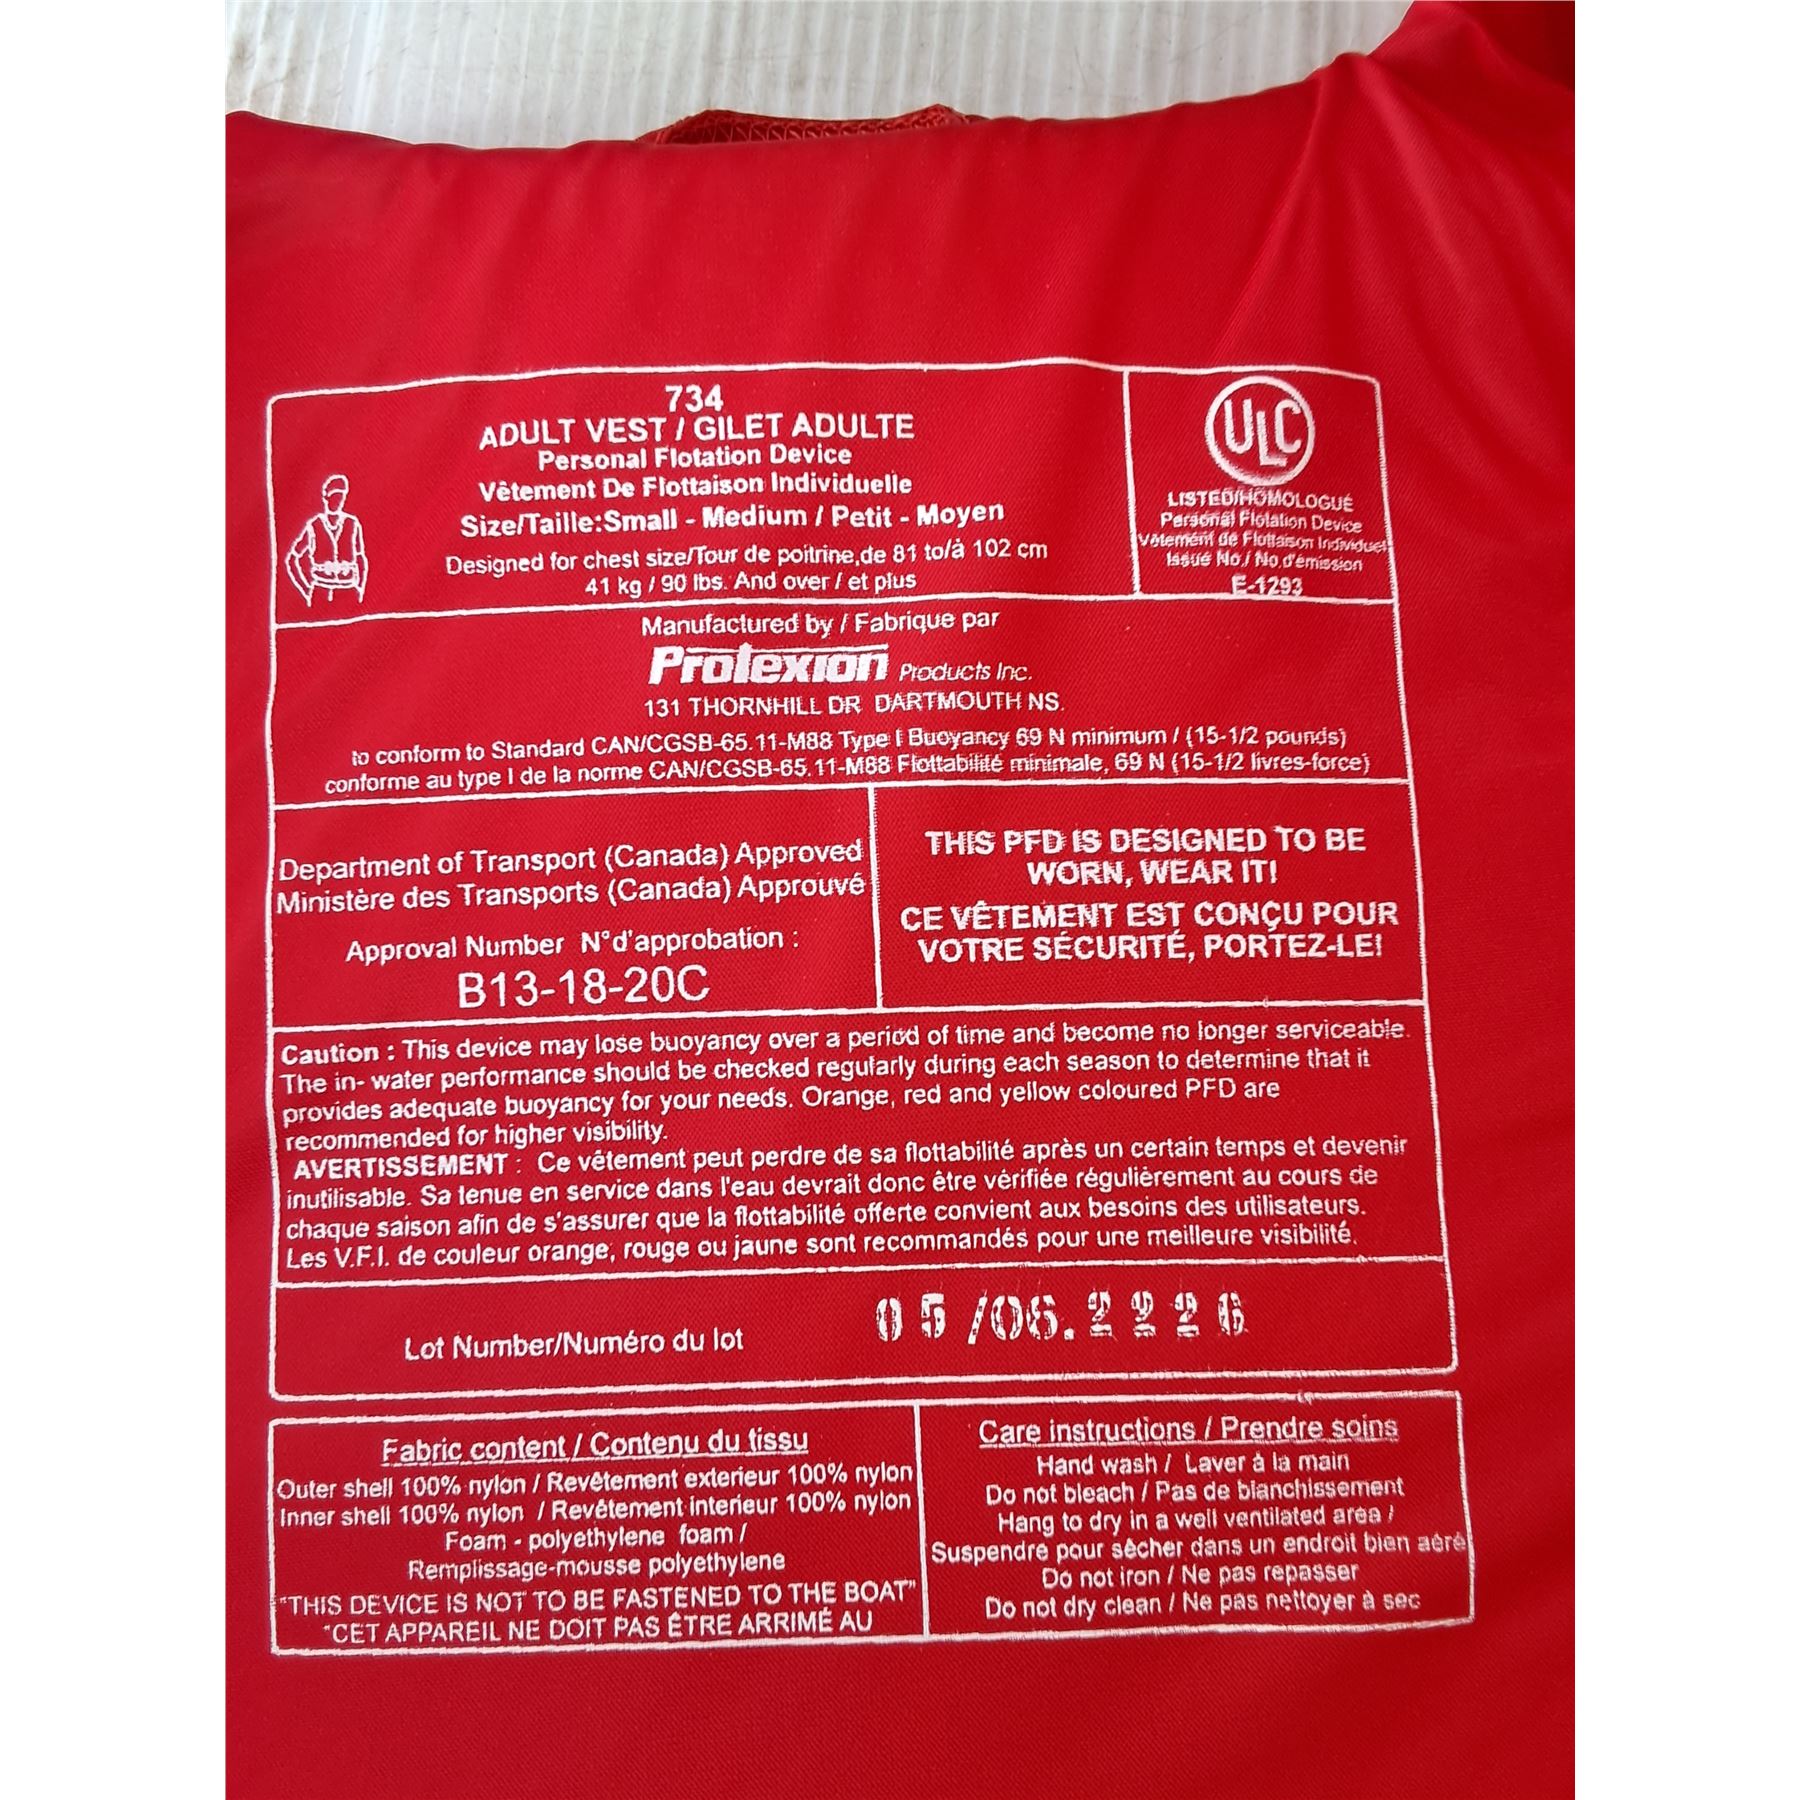 734
ADULT VEST / GILET ADULTE
Personal Flotation Device
Vêtement De Flottaison Individuelle
Size/Taille:Small - Medium / Petit - Moyen
Designed for chest size/Tour de poitrine,de 81 to/à 102 cm
41 kg / 90 lbs. And over / et plus
ULC
LISTED/HOMOLOGUÉ
Personal Flotation Device
Vêtement de Flottaison Individuel
Issue No./ No.d'émission
E-1293
Manufactured by / Fabrique par
Protexion Products Inc.
131 THORNHILL DR DARTMOUTH NS.
to conform to Standard CAN/CGSB-65.11-M88 Type I Buoyancy 69 N minimum / (15-1/2 pounds)
conforme au type I de la norme CAN/CGSB-65.11-M88 Flottabilité minimale, 69 N (15-1/2 livres-force)
Department of Transport (Canada) Approved
Ministère des Transports (Canada) Approuvé
Approval Number N°d'approbation :
B13-18-20C
THIS PFD IS DESIGNED TO BE
WORN, WEAR IT!
CE VÊTEMENT EST CONÇU POUR
VOTRE SÉCURITÉ, PORTEZ-LE!
Caution : This device may lose buoyancy over a period of time and become no longer serviceable.
The in- water performance should be checked regularly during each season to determine that it
provides adequate buoyancy for your needs. Orange, red and yellow coloured PFD are
recommended for higher visibility.
AVERTISSEMENT : Ce vêtement peut perdre de sa flottabilité après un certain temps et devenir
inutilisable. Sa tenue en service dans l'eau devrait donc être vérifiée régulièrement au cours de
chaque saison afin de s'assurer que la flottabilité offerte convient aux besoins des utilisateurs.
Les V.F.I. de couleur orange, rouge ou jaune sont recommandés pour une meilleure visibilité.
Lot Number/Numéro du lot
05/06.2226
Fabric content / Contenu du tissu
Outer shell 100% nylon / Revêtement exterieur 100% nylon
Inner shell 100% nylon / Revêtement interieur 100% nylon
Foam - polyethylene foam /
Remplissage-mousse polyethylene
"THIS DEVICE IS NOT TO BE FASTENED TO THE BOAT"
"CET APPAREIL NE DOIT PAS ÊTRE ARRIMÉ AU
Care instructions / Prendre soins
Hand wash / Laver à la main
Do not bleach / Pas de blanchissement
Hang to dry in a well ventilated area /
Suspendre pour sécher dans un endroit bien aéré
Do not iron / Ne pas repasser
Do not dry clean / Ne pas nettoyer à sec